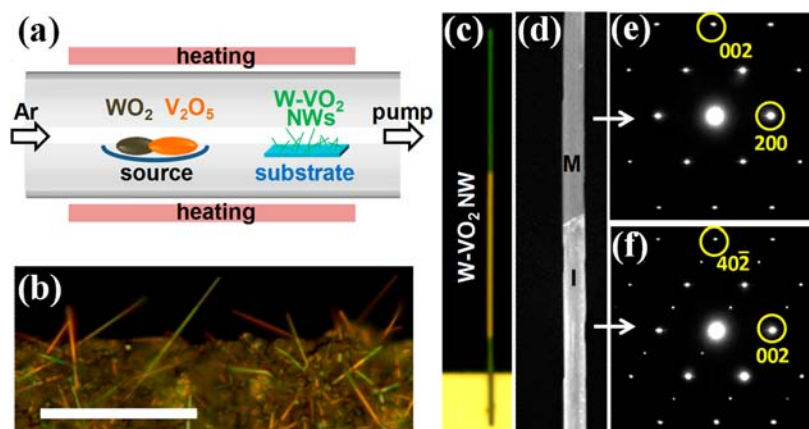 (a)
heating
Ar
WO₂ V₂O₅
W-VO₂
NWs
pump
source
substrate
heating
(b)
(c)
W-VO₂ NW
(d)
M
I
(e)
002
200
(f)
402̅
002